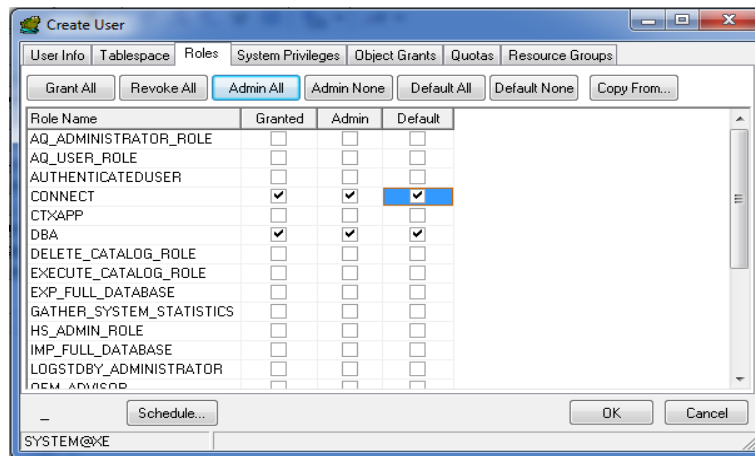 Create User
User Info Tablespace Roles System Privileges Object Grants Quotas Resource Groups
Grant All Revoke All Admin All Admin None Default All Default None Copy From...
Role Name Granted Admin Default
AQ_ADMINISTRATOR_ROLE
AQ_USER_ROLE
AUTHENTICATEDUSER
CONNECT
CTXAPP
DBA
DELETE_CATALOG_ROLE
EXECUTE_CATALOG_ROLE
EXP_FULL_DATABASE
GATHER_SYSTEM_STATISTICS
HS_ADMIN_ROLE
IMP_FULL_DATABASE
LOGSTDBY_ADMINISTRATOR
OEM_ADVISOR
Schedule... OK Cancel
SYSTEM@XE